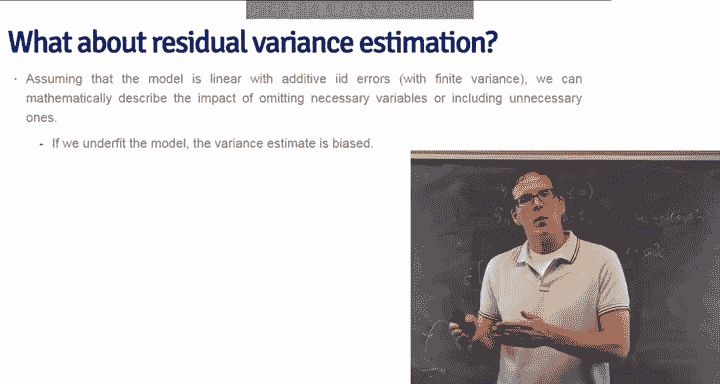 What about residual variance estimation?
· Assuming that the model is linear with additive iid errors (with finite variance), we can
mathematically describe the impact of omitting necessary variables or including unnecessary
ones.
- If we underfit the model, the variance estimate is biased.